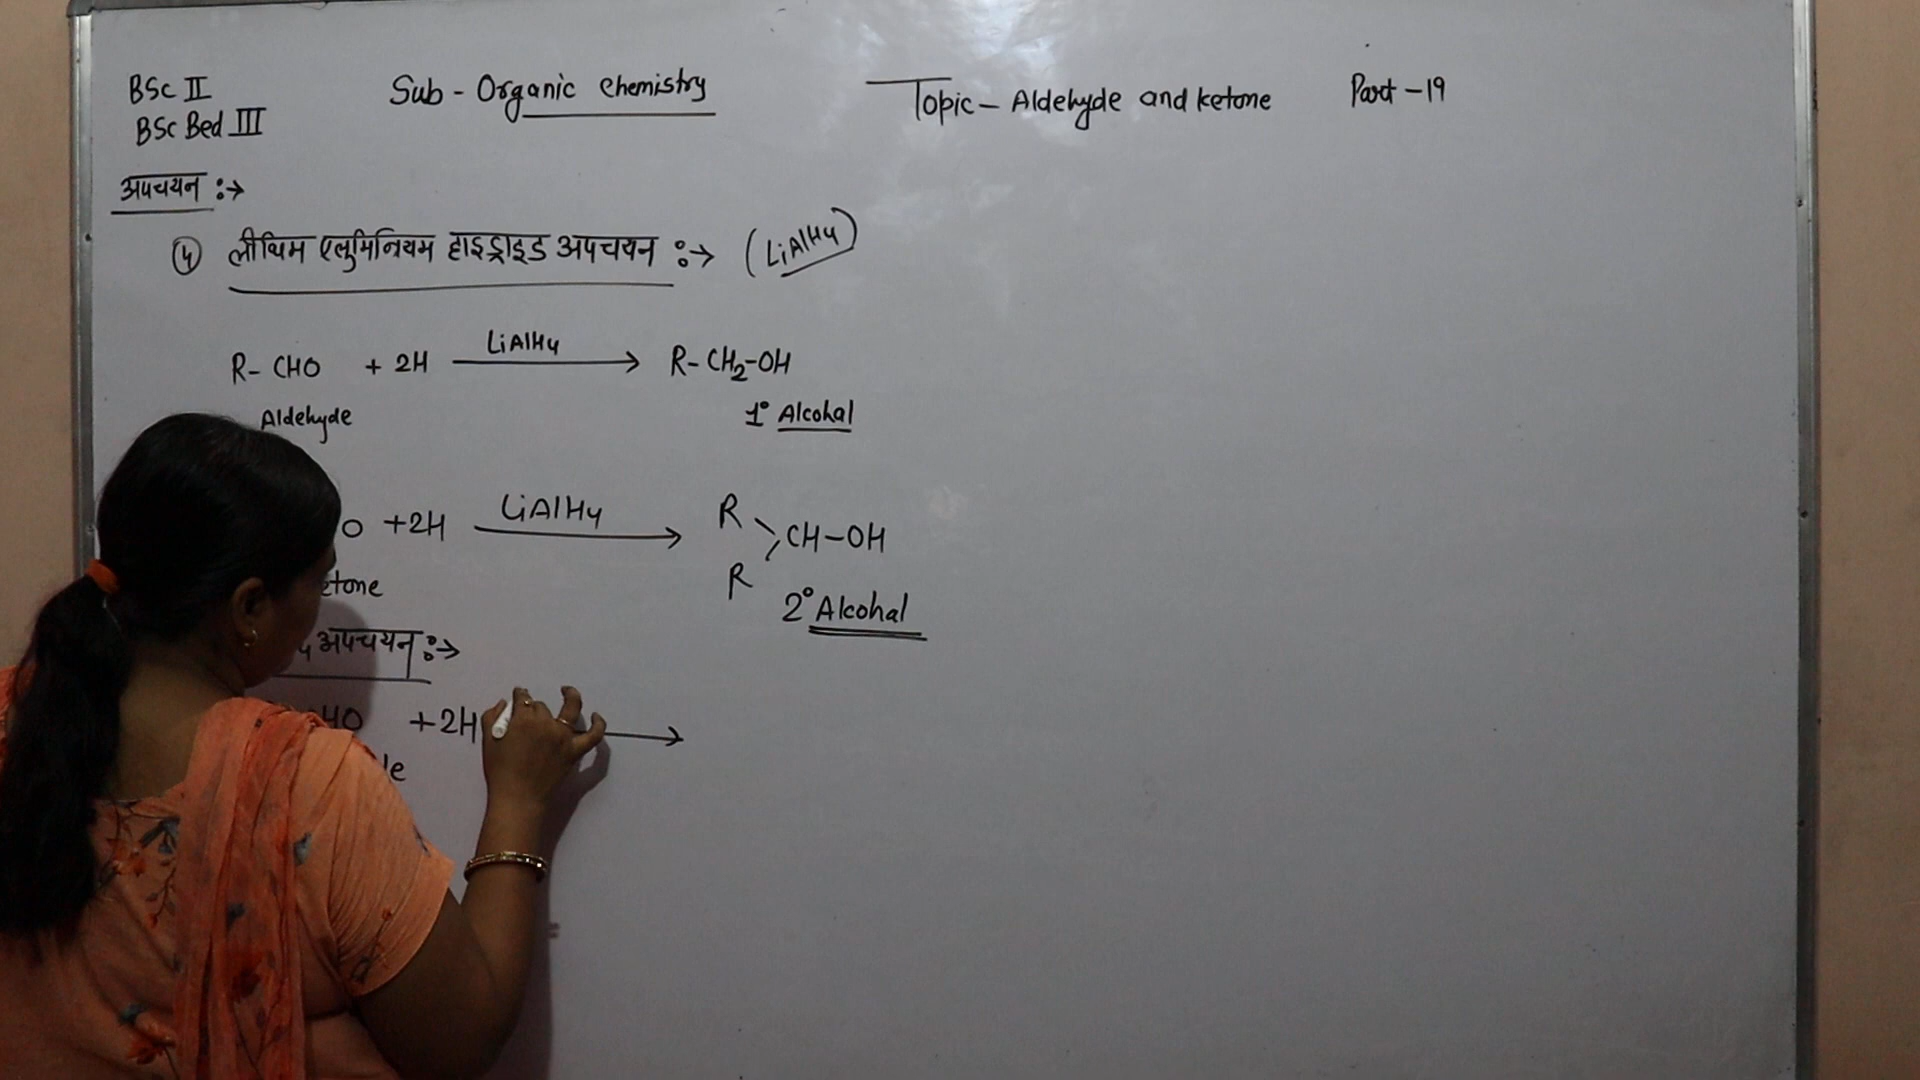 BSc II Sub - Organic chemistry Topic - Aldehyde and ketone Part - 19
BSc Bed III
अपचयन :→
④ लीथिम एलुमिनियम हाइड्राइड अपचयन :→ (LiAlH4)
R- CHO + 2H LiAlH4 → R- CH2-OH
Aldehyde 1° Alcohal
O +2H LiAlH4 → R R >CH-OH
etone 2° Alcohal
अपचयन :→
HO +2H →
le